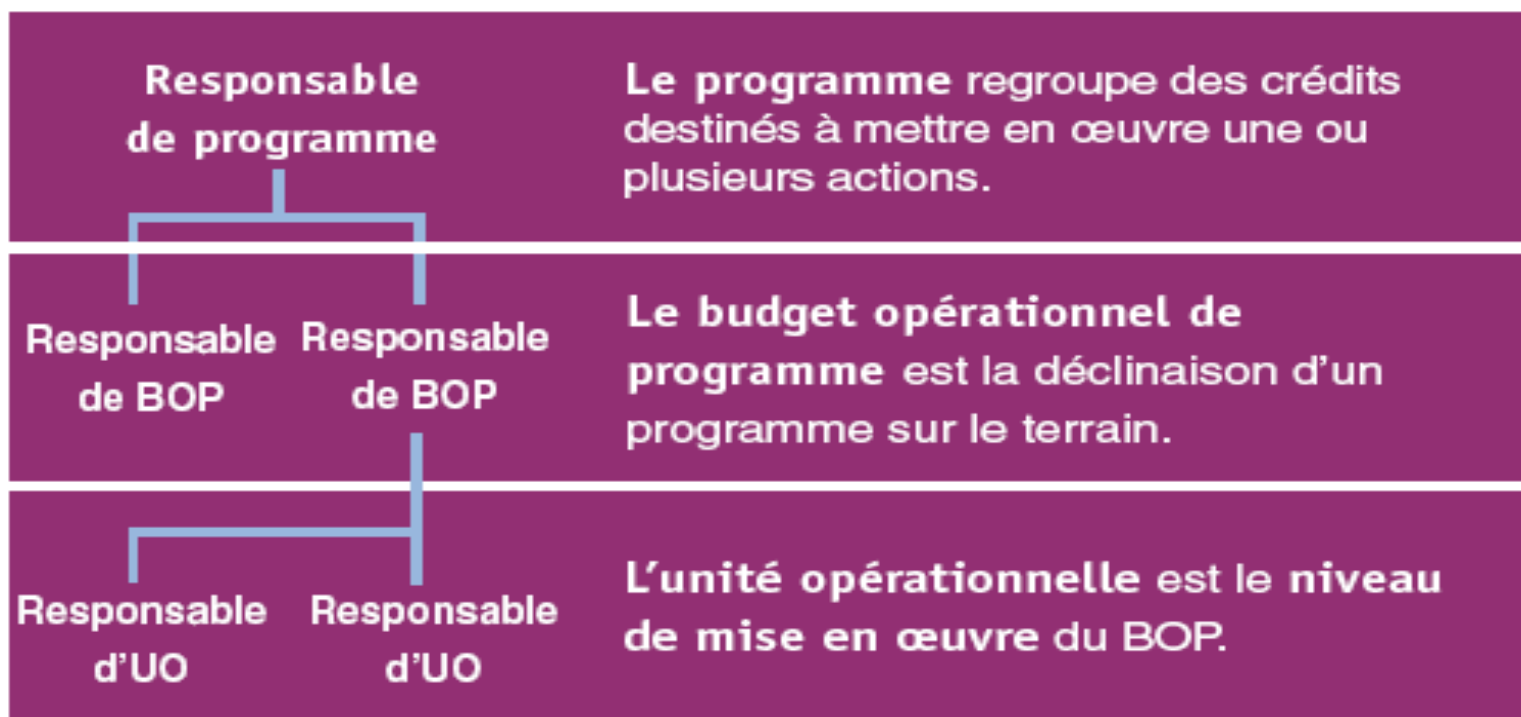 Responsable
de programme
Le programme regroupe des crédits
destinés à mettre en œuvre une ou
plusieurs actions.
Responsable
de BOP
Responsable
de BOP
Le budget opérationnel de
programme est la déclinaison d’un
programme sur le terrain.
Responsable
d’UO
Responsable
d’UO
L’unité opérationnelle est le niveau
de mise en œuvre du BOP.